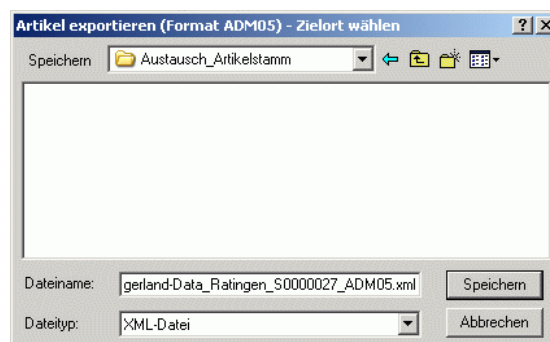 Artikel exportieren (Format ADM05) - Zielort wählen
Speichern Austausch_Artikelstamm
Dateiname: gerland-Data_Ratingen_S0000027_ADM05.xml Speichern
Dateityp: XML-Datei Abbrechen